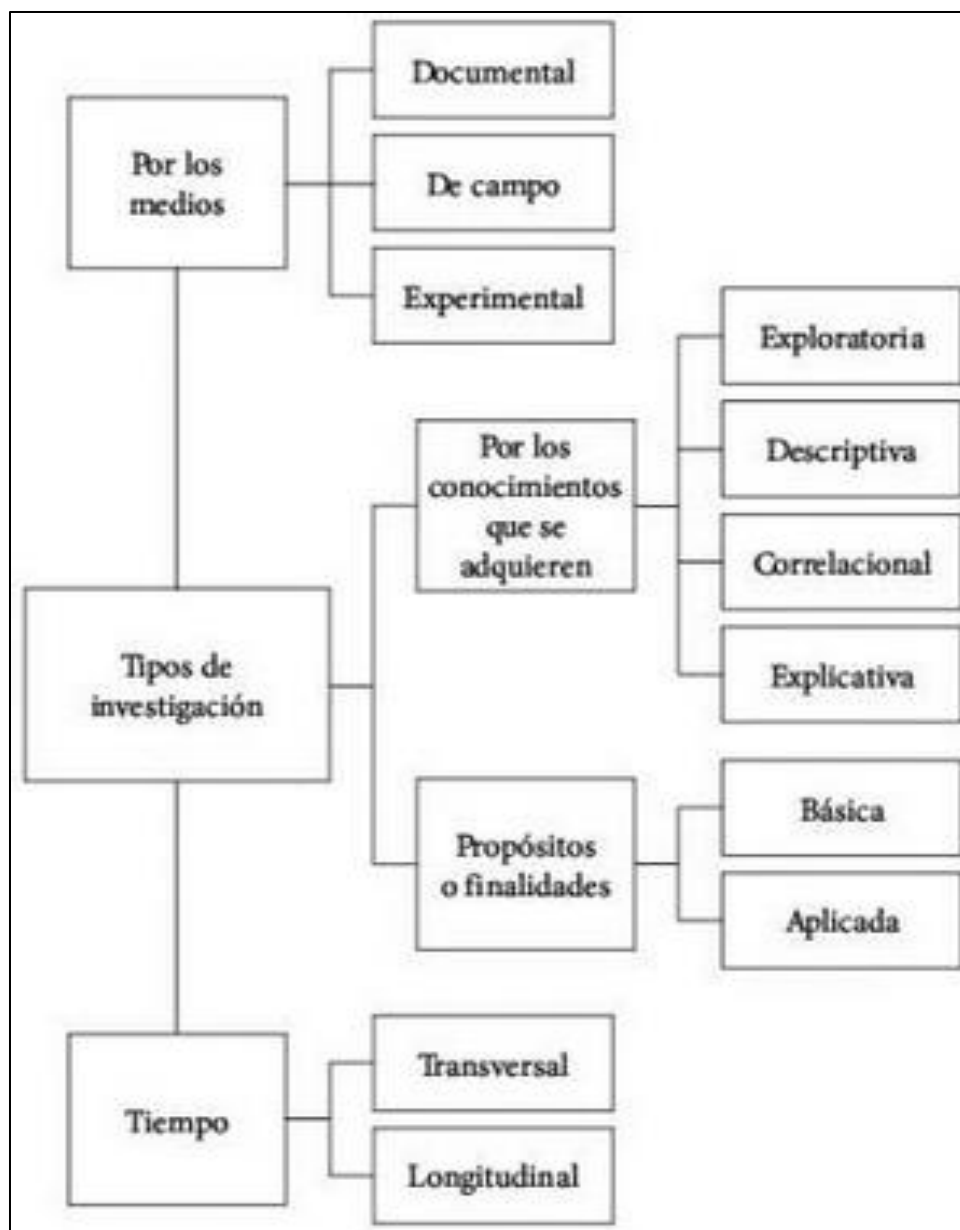 Por los
medios
Documental
De campo
Experimental
Tipos de
investigación
Por los
conocimientos
que se
adquieren
Exploratoria
Descriptiva
Correlacional
Explicativa
Propósitos
o finalidades
Básica
Aplicada
Tiempo
Transversal
Longitudinal